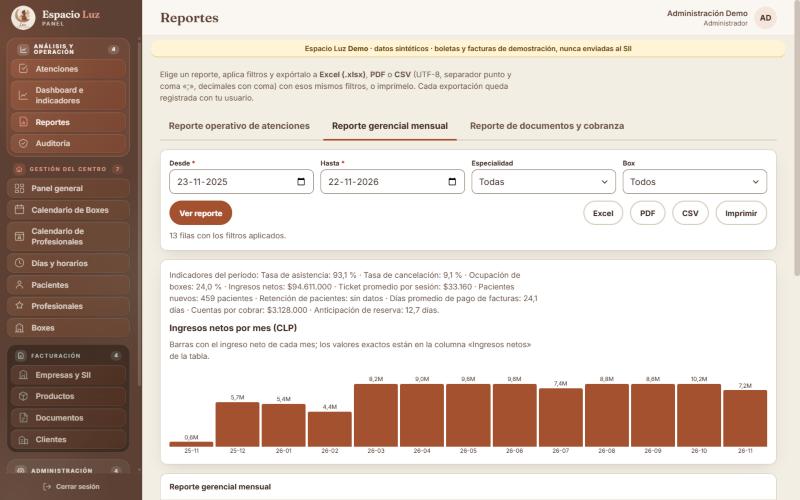 Espacio Luz
PANEL
Reportes
Administración Demo
Administrador
AD
Espacio Luz Demo · datos sintéticos · boletas y facturas de demostración, nunca enviadas al SII
ANÁLISIS Y
OPERACIÓN
4
Atenciones
Dashboard e
indicadores
Reportes
Auditoría
GESTIÓN DEL CENTRO
7
Panel general
Calendario de Boxes
Calendario de
Profesionales
Días y horarios
Pacientes
Profesionales
Boxes
FACTURACIÓN
4
Empresas y SII
Productos
Documentos
Clientes
ADMINISTRACIÓN
4
Cerrar sesión
Elige un reporte, aplica filtros y expórtalo a Excel (.xlsx), PDF o CSV (UTF-8, separador punto y
coma «;», decimales con coma) con esos mismos filtros, o imprímelo. Cada exportación queda
registrada con tu usuario.
Reporte operativo de atenciones
Reporte gerencial mensual
Reporte de documentos y cobranza
Desde *
Hasta *
Especialidad
Box
23-11-2025
22-11-2026
Todas
Todos
Ver reporte
Excel
PDF
CSV
Imprimir
13 filas con los filtros aplicados.
Indicadores del período: Tasa de asistencia: 93,1 % · Tasa de cancelación: 9,1 % · Ocupación de
boxes: 24,0 % · Ingresos netos: $94.611.000 · Ticket promedio por sesión: $33.160 · Pacientes
nuevos: 459 pacientes · Retención de pacientes: sin datos · Días promedio de pago de facturas: 24,1
días · Cuentas por cobrar: $3.128.000 · Anticipación de reserva: 12,7 días.
Ingresos netos por mes (CLP)
Barras con el ingreso neto de cada mes; los valores exactos están en la columna «Ingresos netos»
de la tabla.
0,6M
5,7M
5,4M
4,4M
8,2M
9,0M
9,6M
9,6M
7,4M
8,8M
8,6M
10,2M
7,2M
25-11
25-12
26-01
26-02
26-03
26-04
26-05
26-06
26-07
26-08
26-09
26-10
26-11
Reporte gerencial mensual